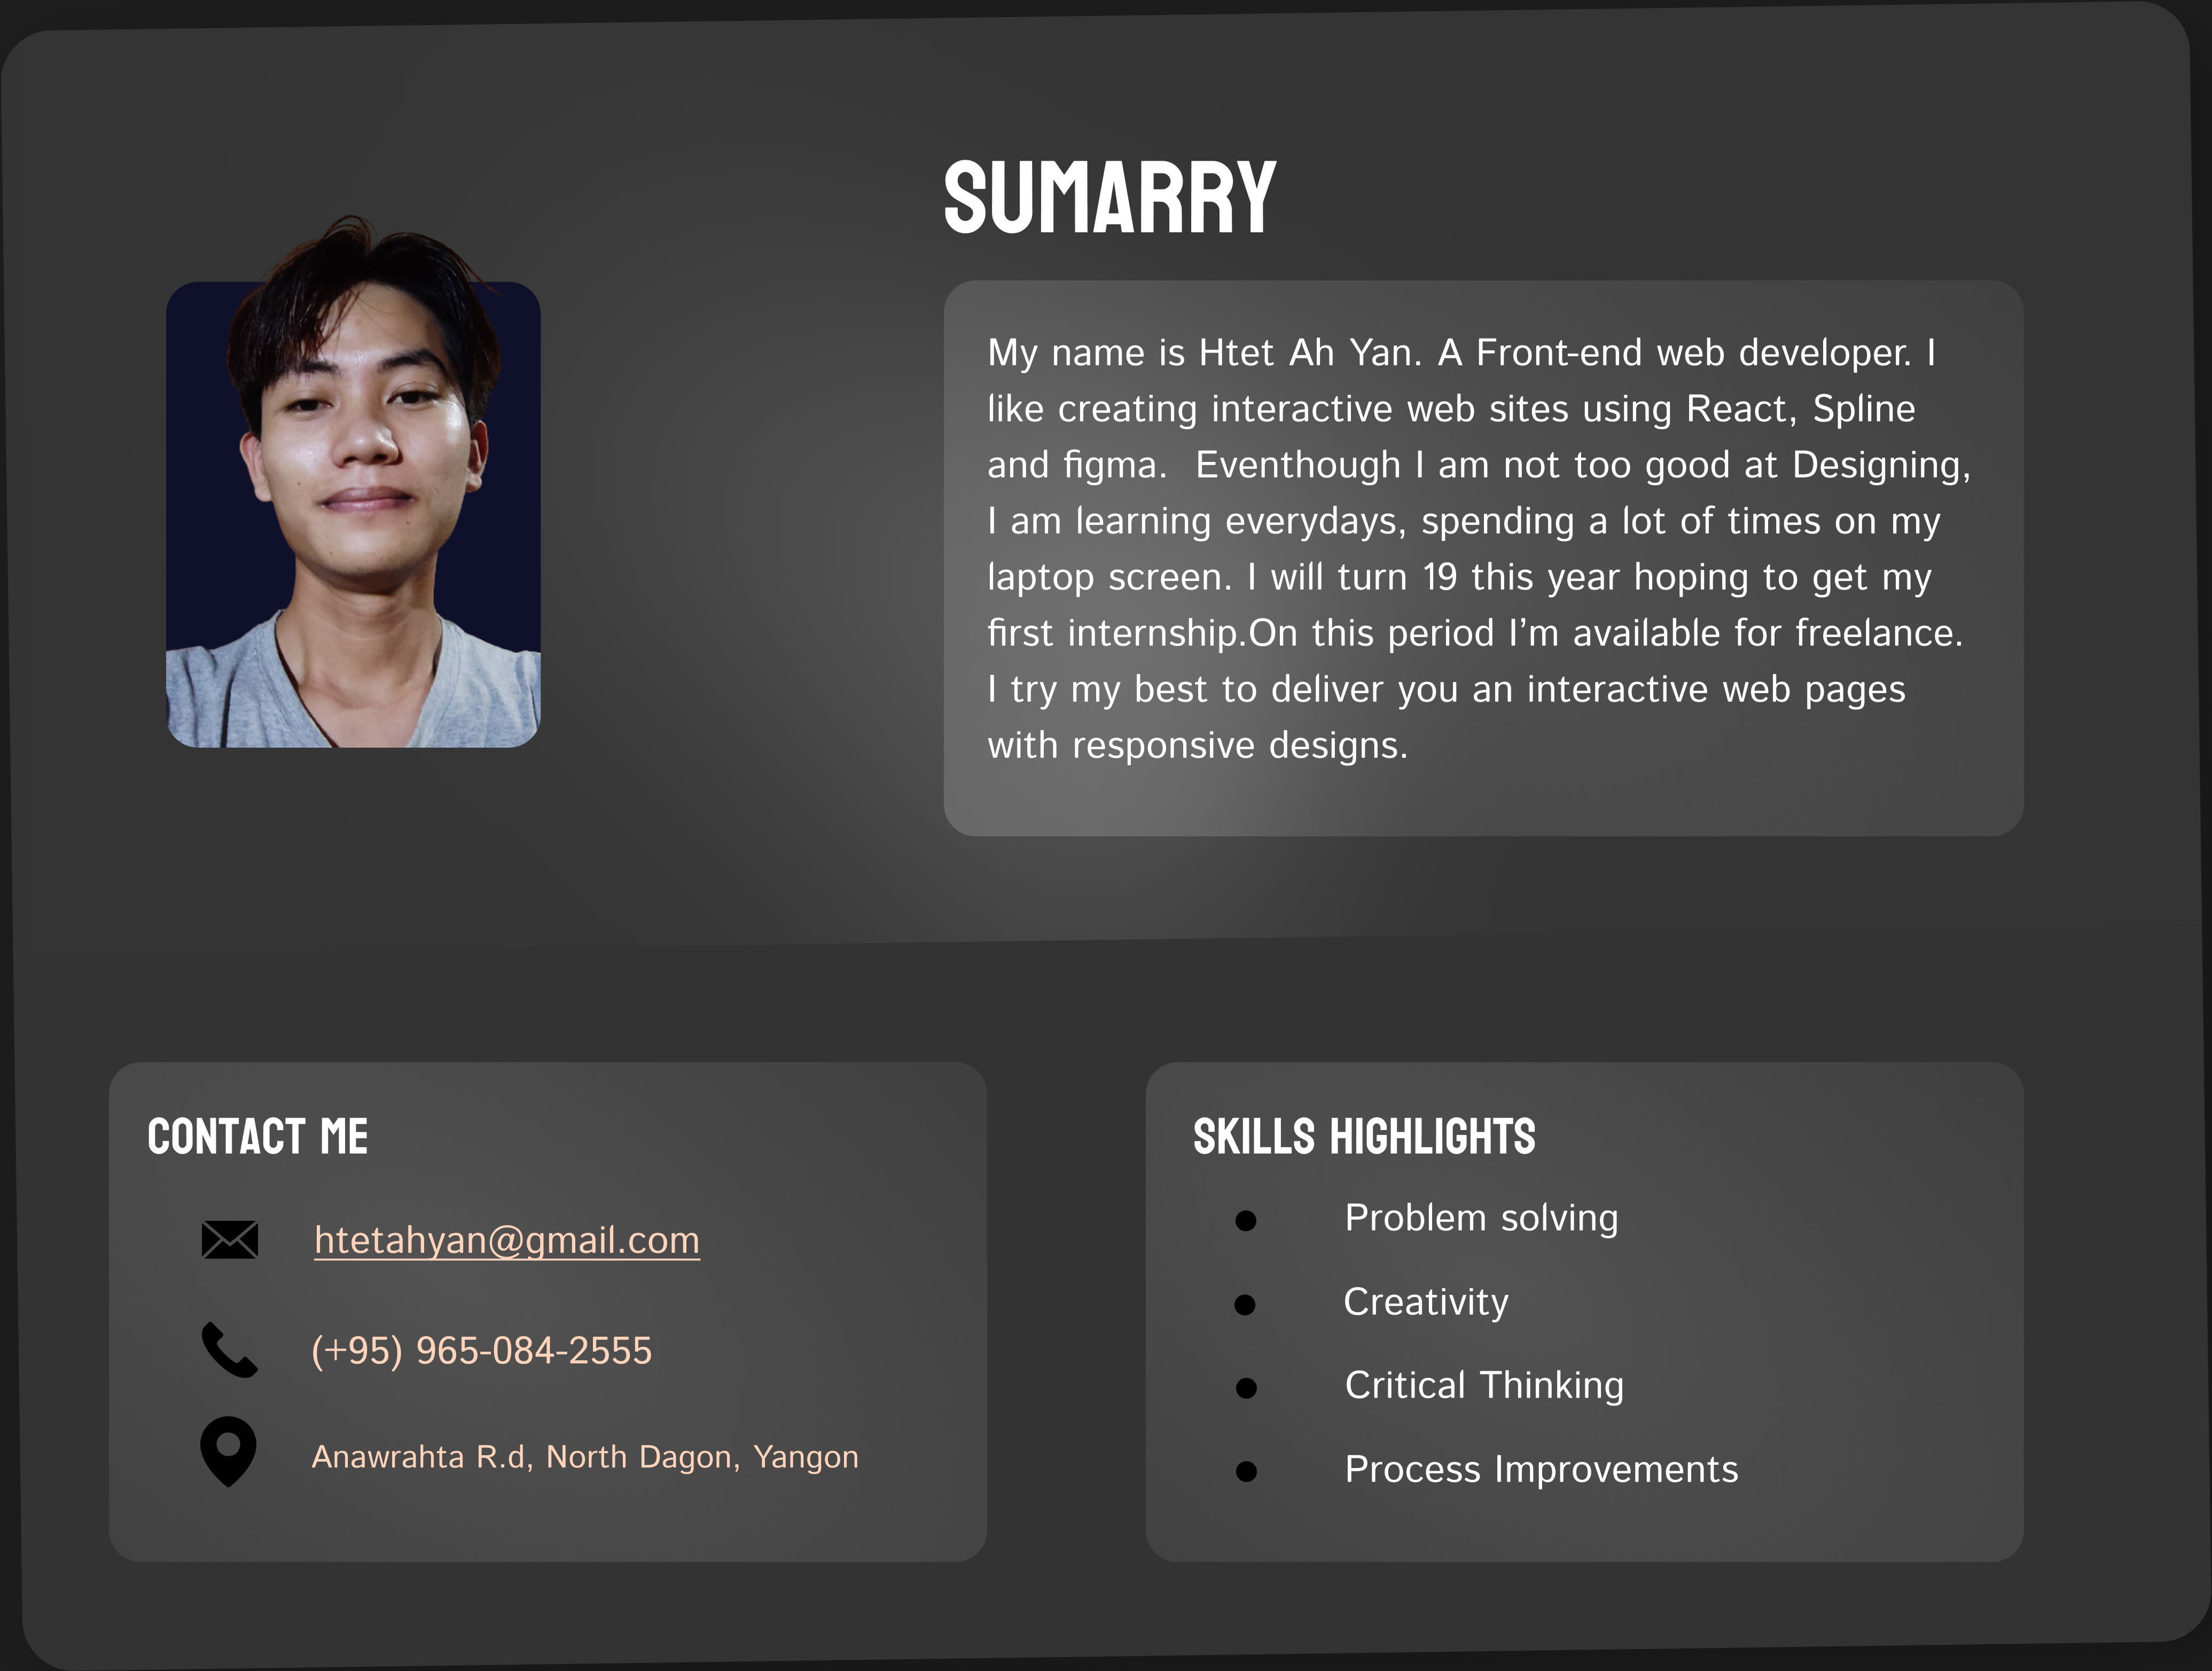 SUMARRY
My name is Htet Ah Yan. A Front-end web developer. I
like creating interactive web sites using React, Spline
and figma.  Eventhough I am not too good at Designing,
I am learning everydays, spending a lot of times on my
laptop screen. I will turn 19 this year hoping to get my
first internship.On this period I’m available for freelance.
I try my best to deliver you an interactive web pages
with responsive designs.
CONTACT ME
htetahyan@gmail.com
(+95) 965-084-2555
Anawrahta R.d, North Dagon, Yangon
SKILLS HIGHLIGHTS
Problem solving
Creativity
Critical Thinking
Process Improvements